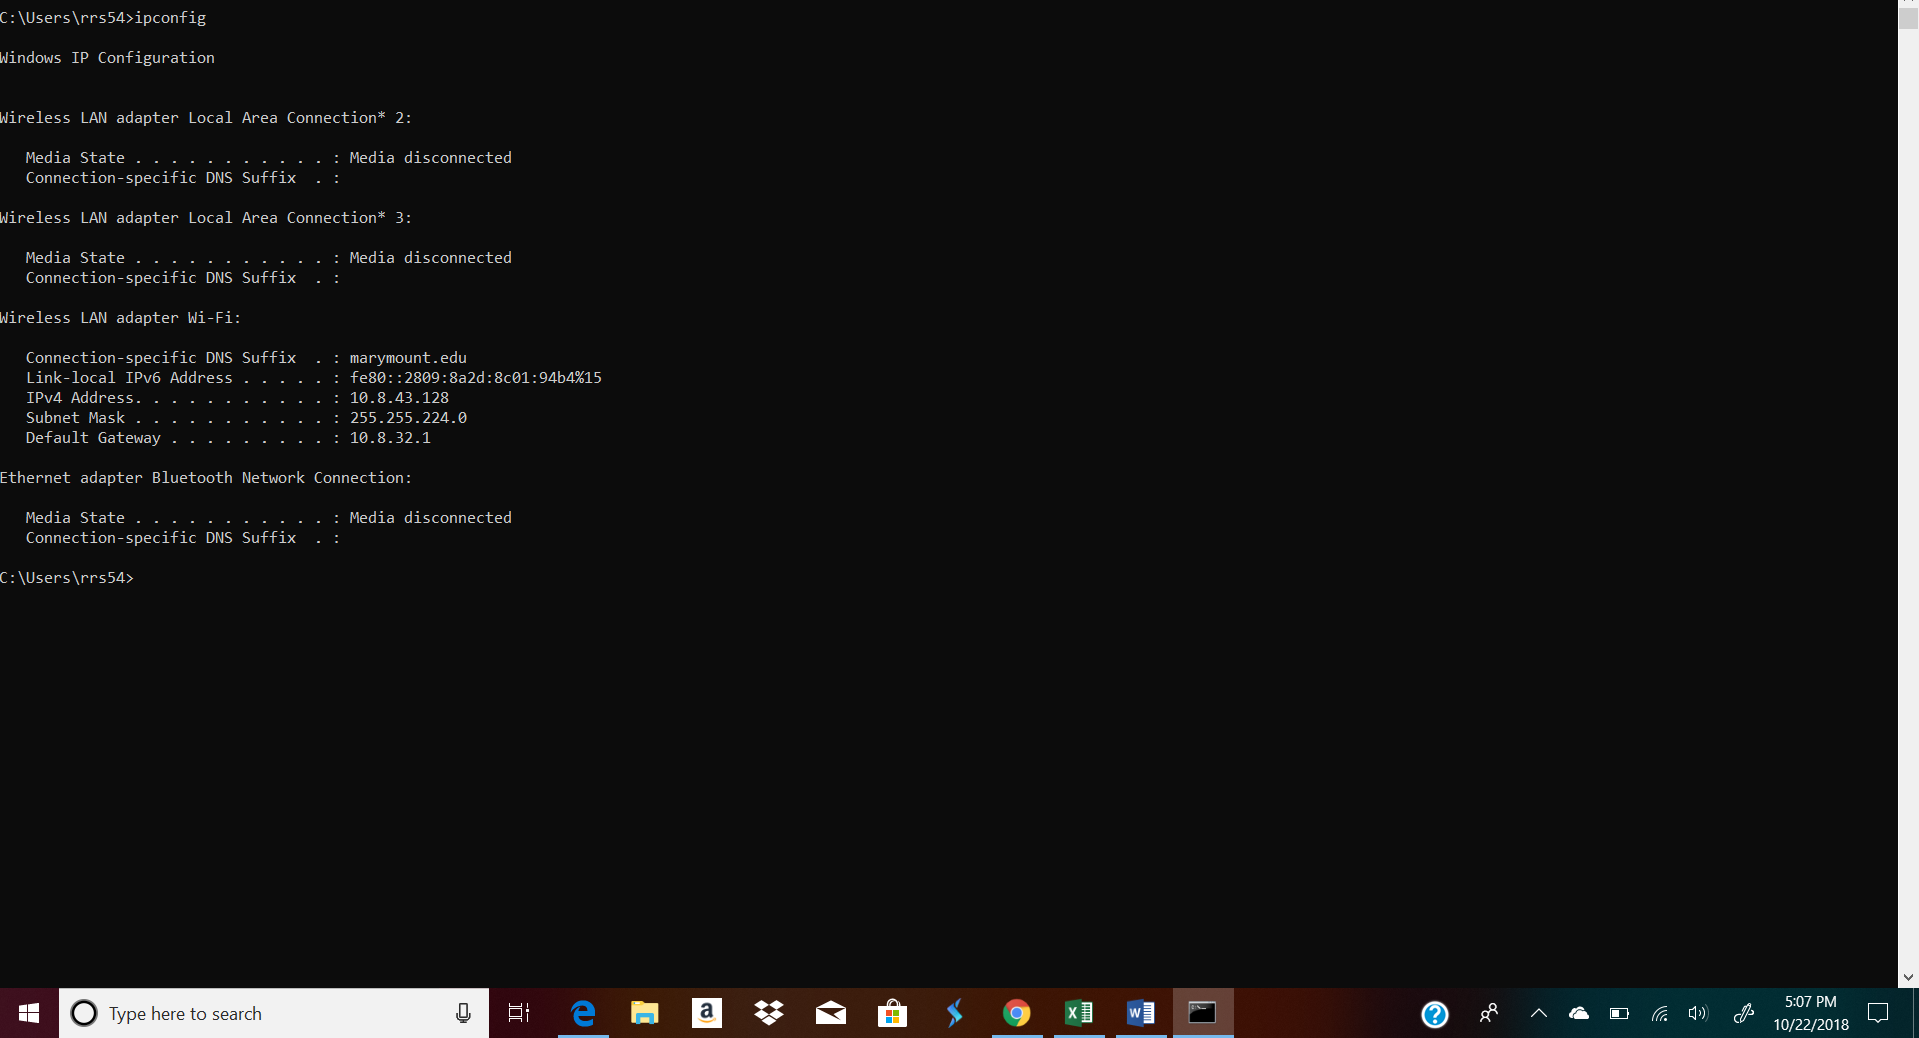 C:\Users\rrs54>ipconfig
Windows IP Configuration
Wireless LAN adapter Local Area Connection* 2:
   Media State . . . . . . . . . . . : Media disconnected
   Connection-specific DNS Suffix  . :
Wireless LAN adapter Local Area Connection* 3:
   Media State . . . . . . . . . . . : Media disconnected
   Connection-specific DNS Suffix  . :
Wireless LAN adapter Wi-Fi:
   Connection-specific DNS Suffix  . : marymount.edu
   Link-local IPv6 Address . . . . . : fe80::2809:8a2d:8c01:94b4%15
   IPv4 Address. . . . . . . . . . . : 10.8.43.128
   Subnet Mask . . . . . . . . . . . : 255.255.224.0
   Default Gateway . . . . . . . . . : 10.8.32.1
Ethernet adapter Bluetooth Network Connection:
   Media State . . . . . . . . . . . : Media disconnected
   Connection-specific DNS Suffix  . :
C:\Users\rrs54>
Type here to search
5:07 PM
10/22/2018